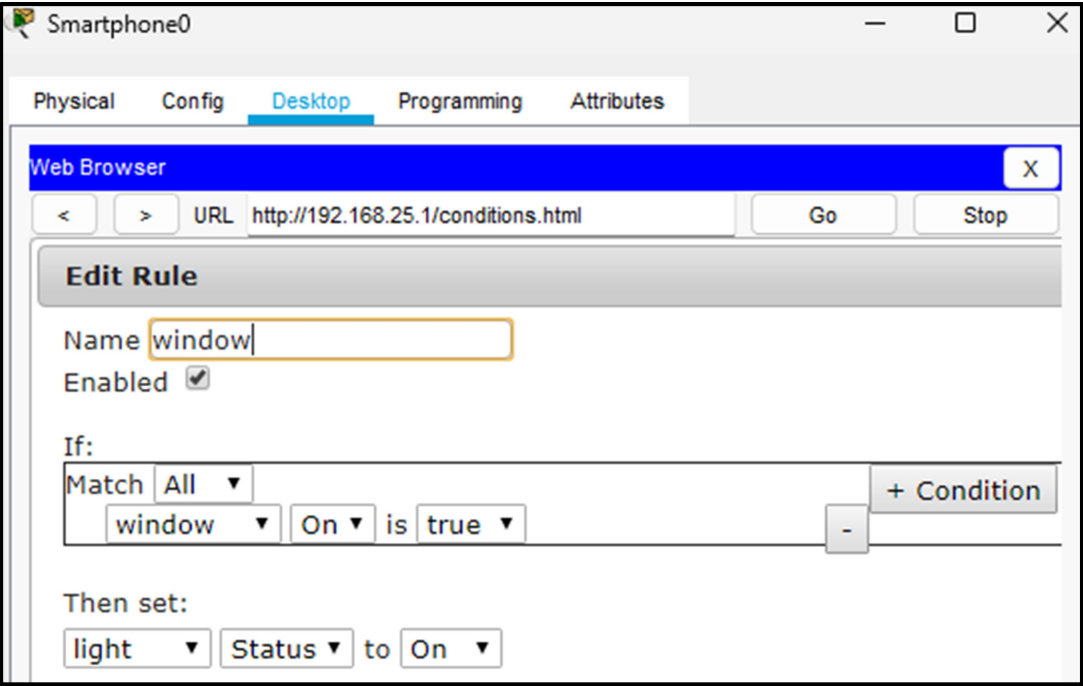 Smartphone0
Physical Config Desktop Programming Attributes
Web Browser X
< > URL http://192.168.25.1/conditions.html Go Stop
Edit Rule
Name window
Enabled
If:
Match All + Condition
window On is true -
Then set:
light Status to On